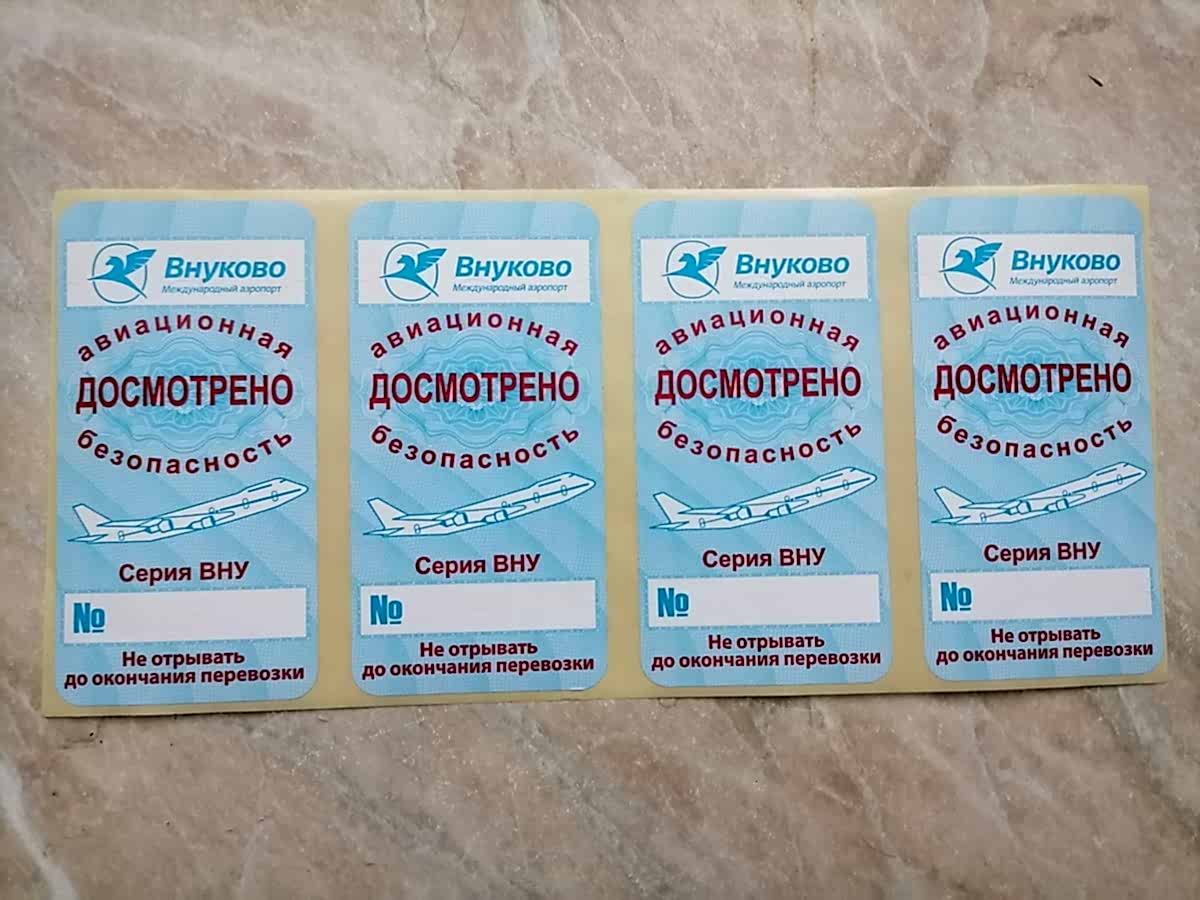 Внуково
Международный аэропорт
авиационная
ДОСМОТРЕНО
безопасность
Серия ВНУ
№
Не отрывать
до окончания перевозки
Внуково
Международный аэропорт
авиационная
ДОСМОТРЕНО
безопасность
Серия ВНУ
№
Не отрывать
до окончания перевозки
Внуково
Международный аэропорт
авиационная
ДОСМОТРЕНО
безопасность
Серия ВНУ
№
Не отрывать
до окончания перевозки
Внуково
Международный аэропорт
авиационная
ДОСМОТРЕНО
безопасность
Серия ВНУ
№
Не отрывать
до окончания перевозки